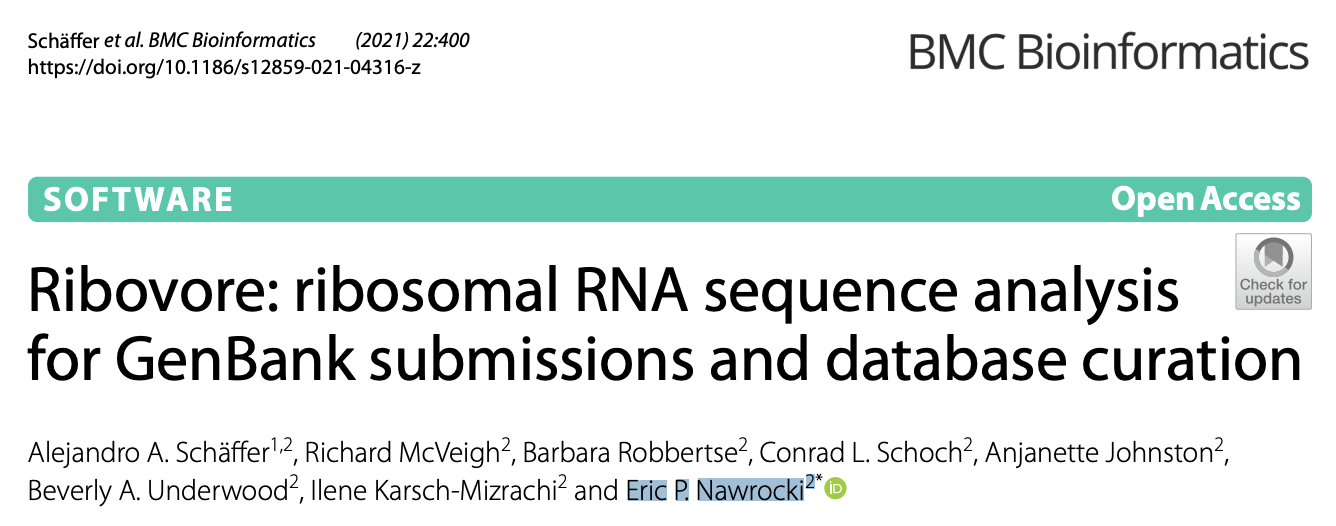 Schäffer et al. BMC Bioinformatics (2021) 22:400
https://doi.org/10.1186/s12859-021-04316-z
BMC Bioinformatics
SOFTWARE Open Access
Ribovore: ribosomal RNA sequence analysis
for GenBank submissions and database curation
Check for
updates
Alejandro A. Schäffer1,2, Richard McVeigh2, Barbara Robbertse2, Conrad L. Schoch2, Anjanette Johnston2,
Beverly A. Underwood2, Ilene Karsch-Mizrachi2 and Eric P. Nawrocki2* iD